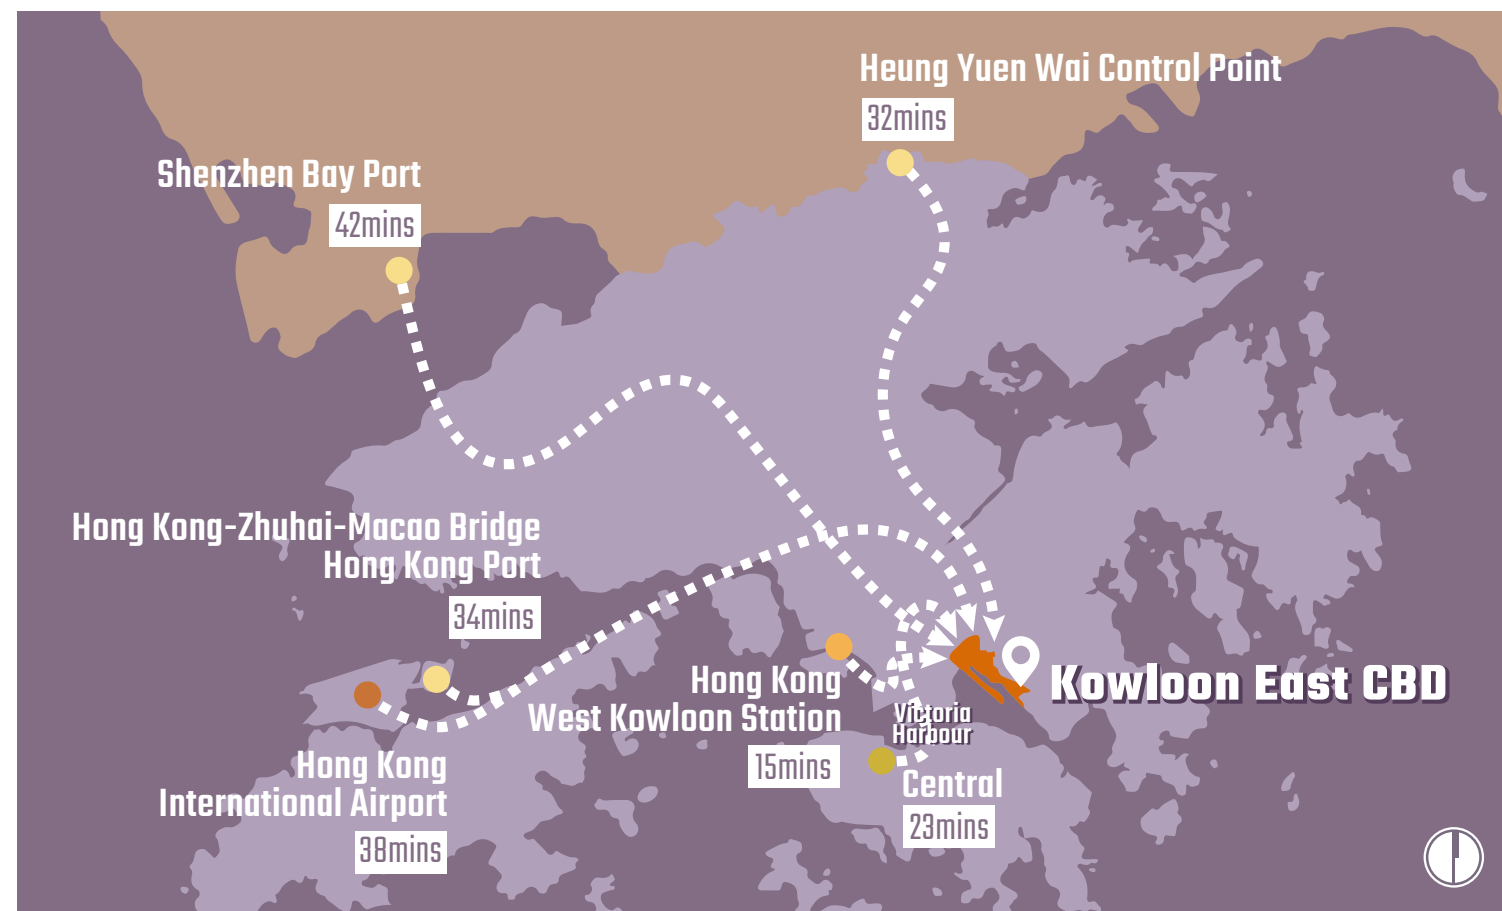 Heung Yuen Wai Control Point
32mins
Shenzhen Bay Port
42mins
Hong Kong-Zhuhai-Macao Bridge
Hong Kong Port
34mins
Hong Kong
West Kowloon Station
15mins
Kowloon East CBD
Victoria
Harbour
Central
23mins
Hong Kong
International Airport
38mins